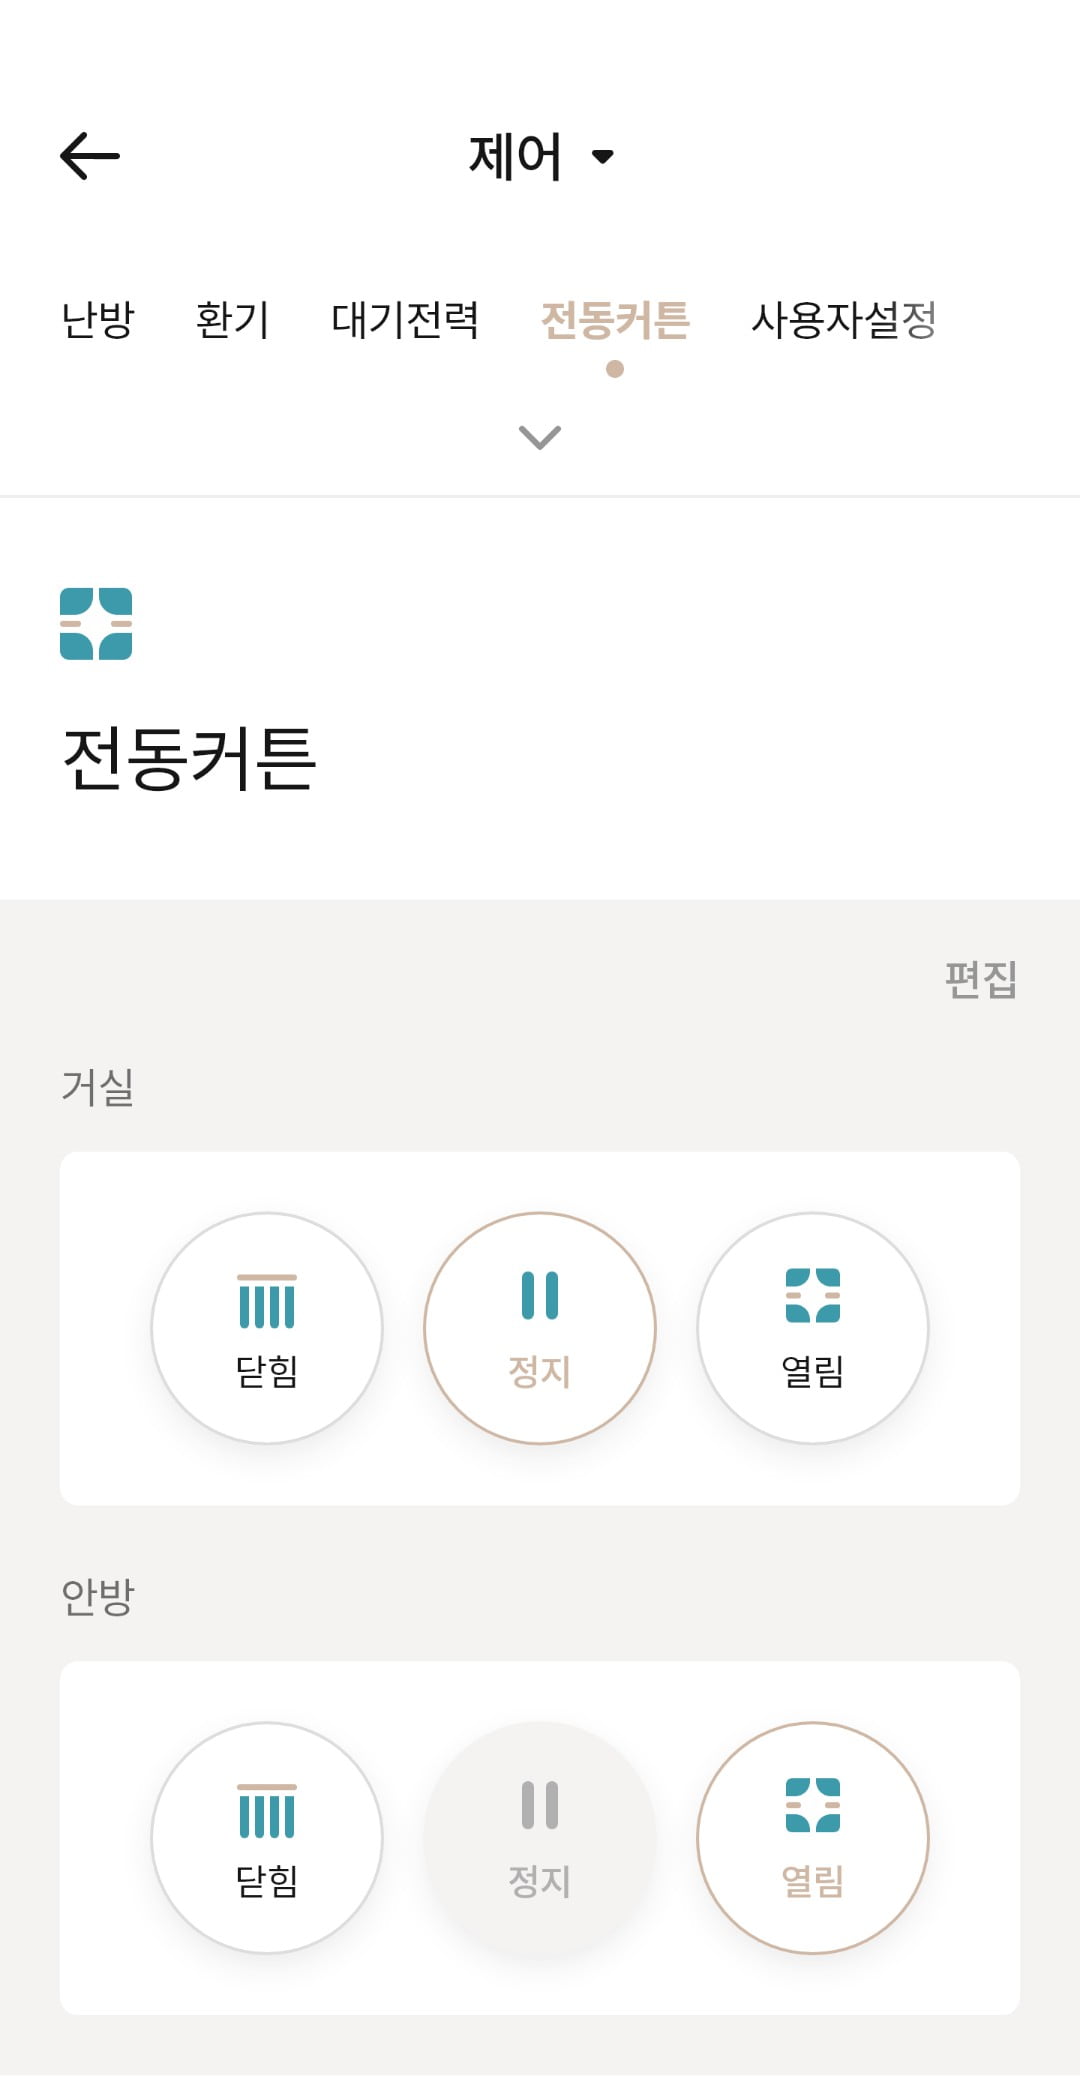 제어
난방 환기 대기전력 전동커튼 사용자설정
전동커튼
편집
거실
닫힘 정지 열림
안방
닫힘 정지 열림